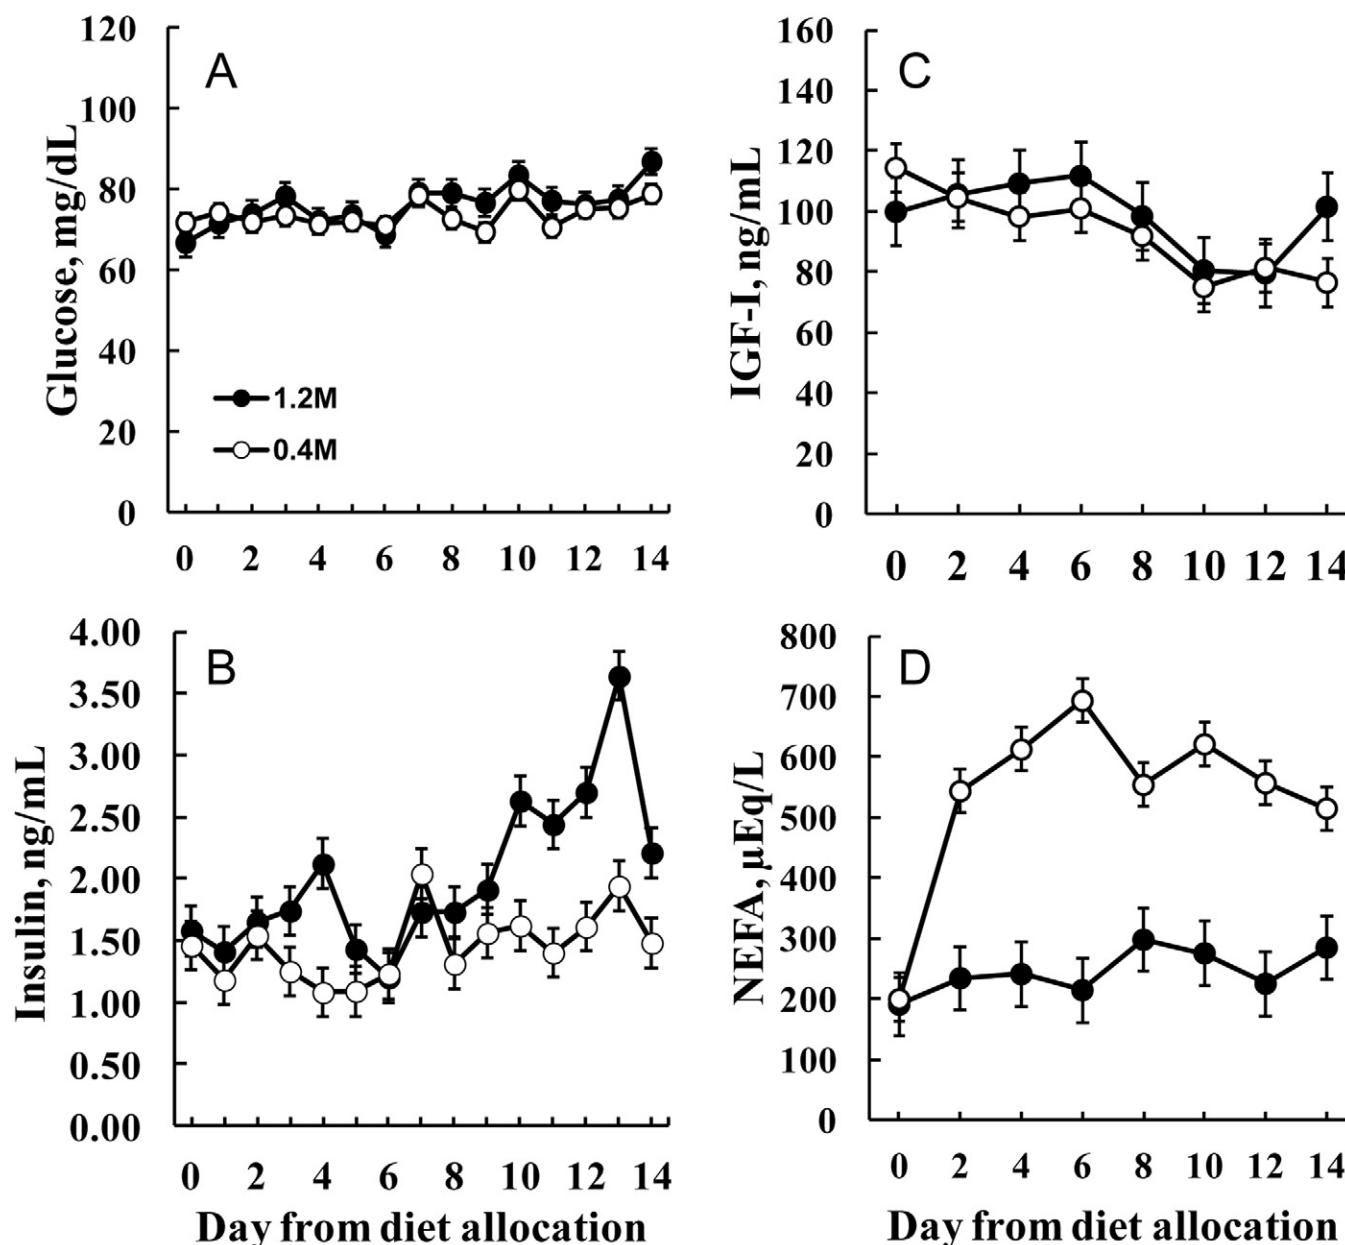 A
Glucose, mg/dL
120
100
80
60
40
20
0
1.2M
0.4M
0 2 4 6 8 10 12 14
C
IGF-I, ng/mL
160
140
120
100
80
60
40
20
0
0 2 4 6 8 10 12 14
B
Insulin, ng/mL
4.00
3.50
3.00
2.50
2.00
1.50
1.00
0.50
0.00
0 2 4 6 8 10 12 14
Day from diet allocation
D
NEFA, µEq/L
800
700
600
500
400
300
200
100
0
0 2 4 6 8 10 12 14
Day from diet allocation